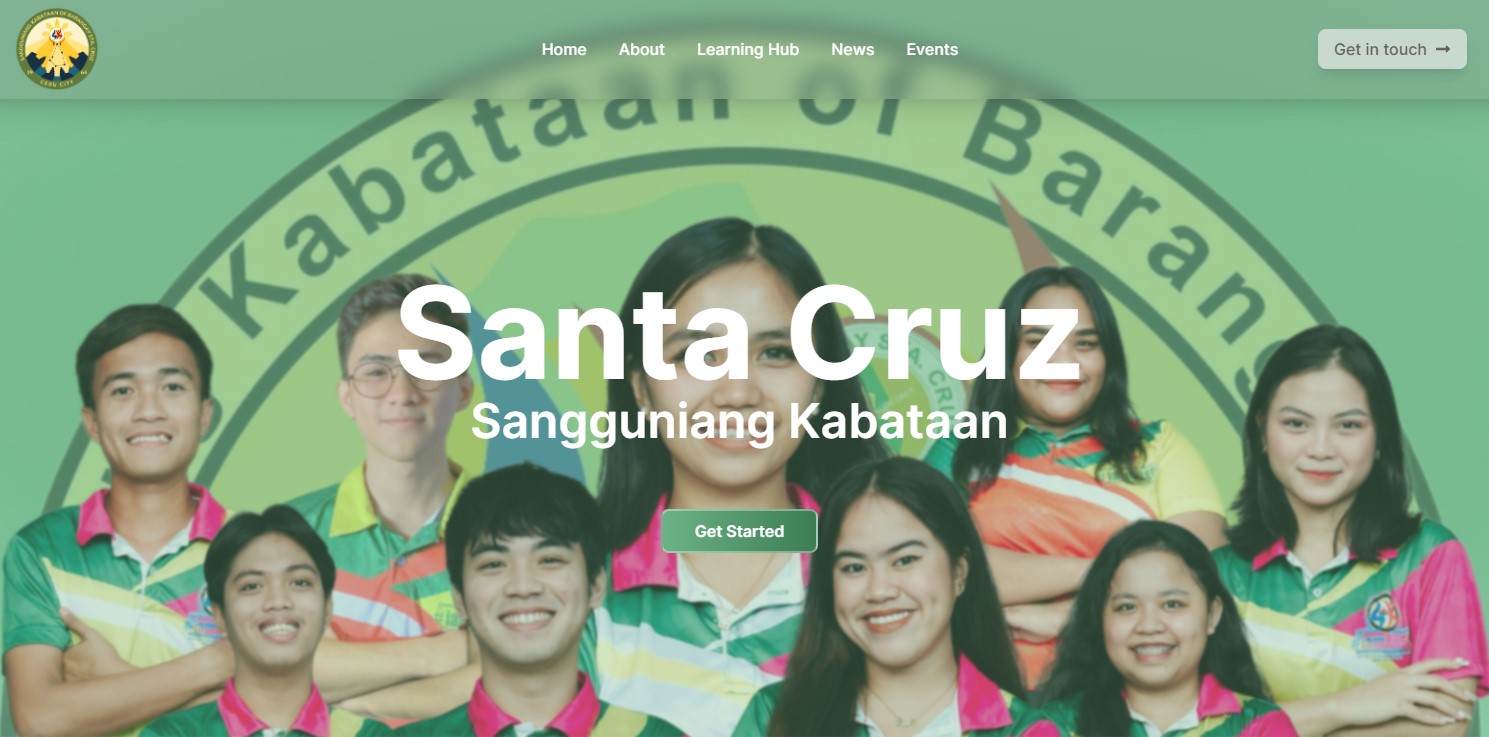 Home About Learning Hub News Events
Get in touch
Kabataan of Barang
Santa Cruz
Sangguniang Kabataan
Get Started